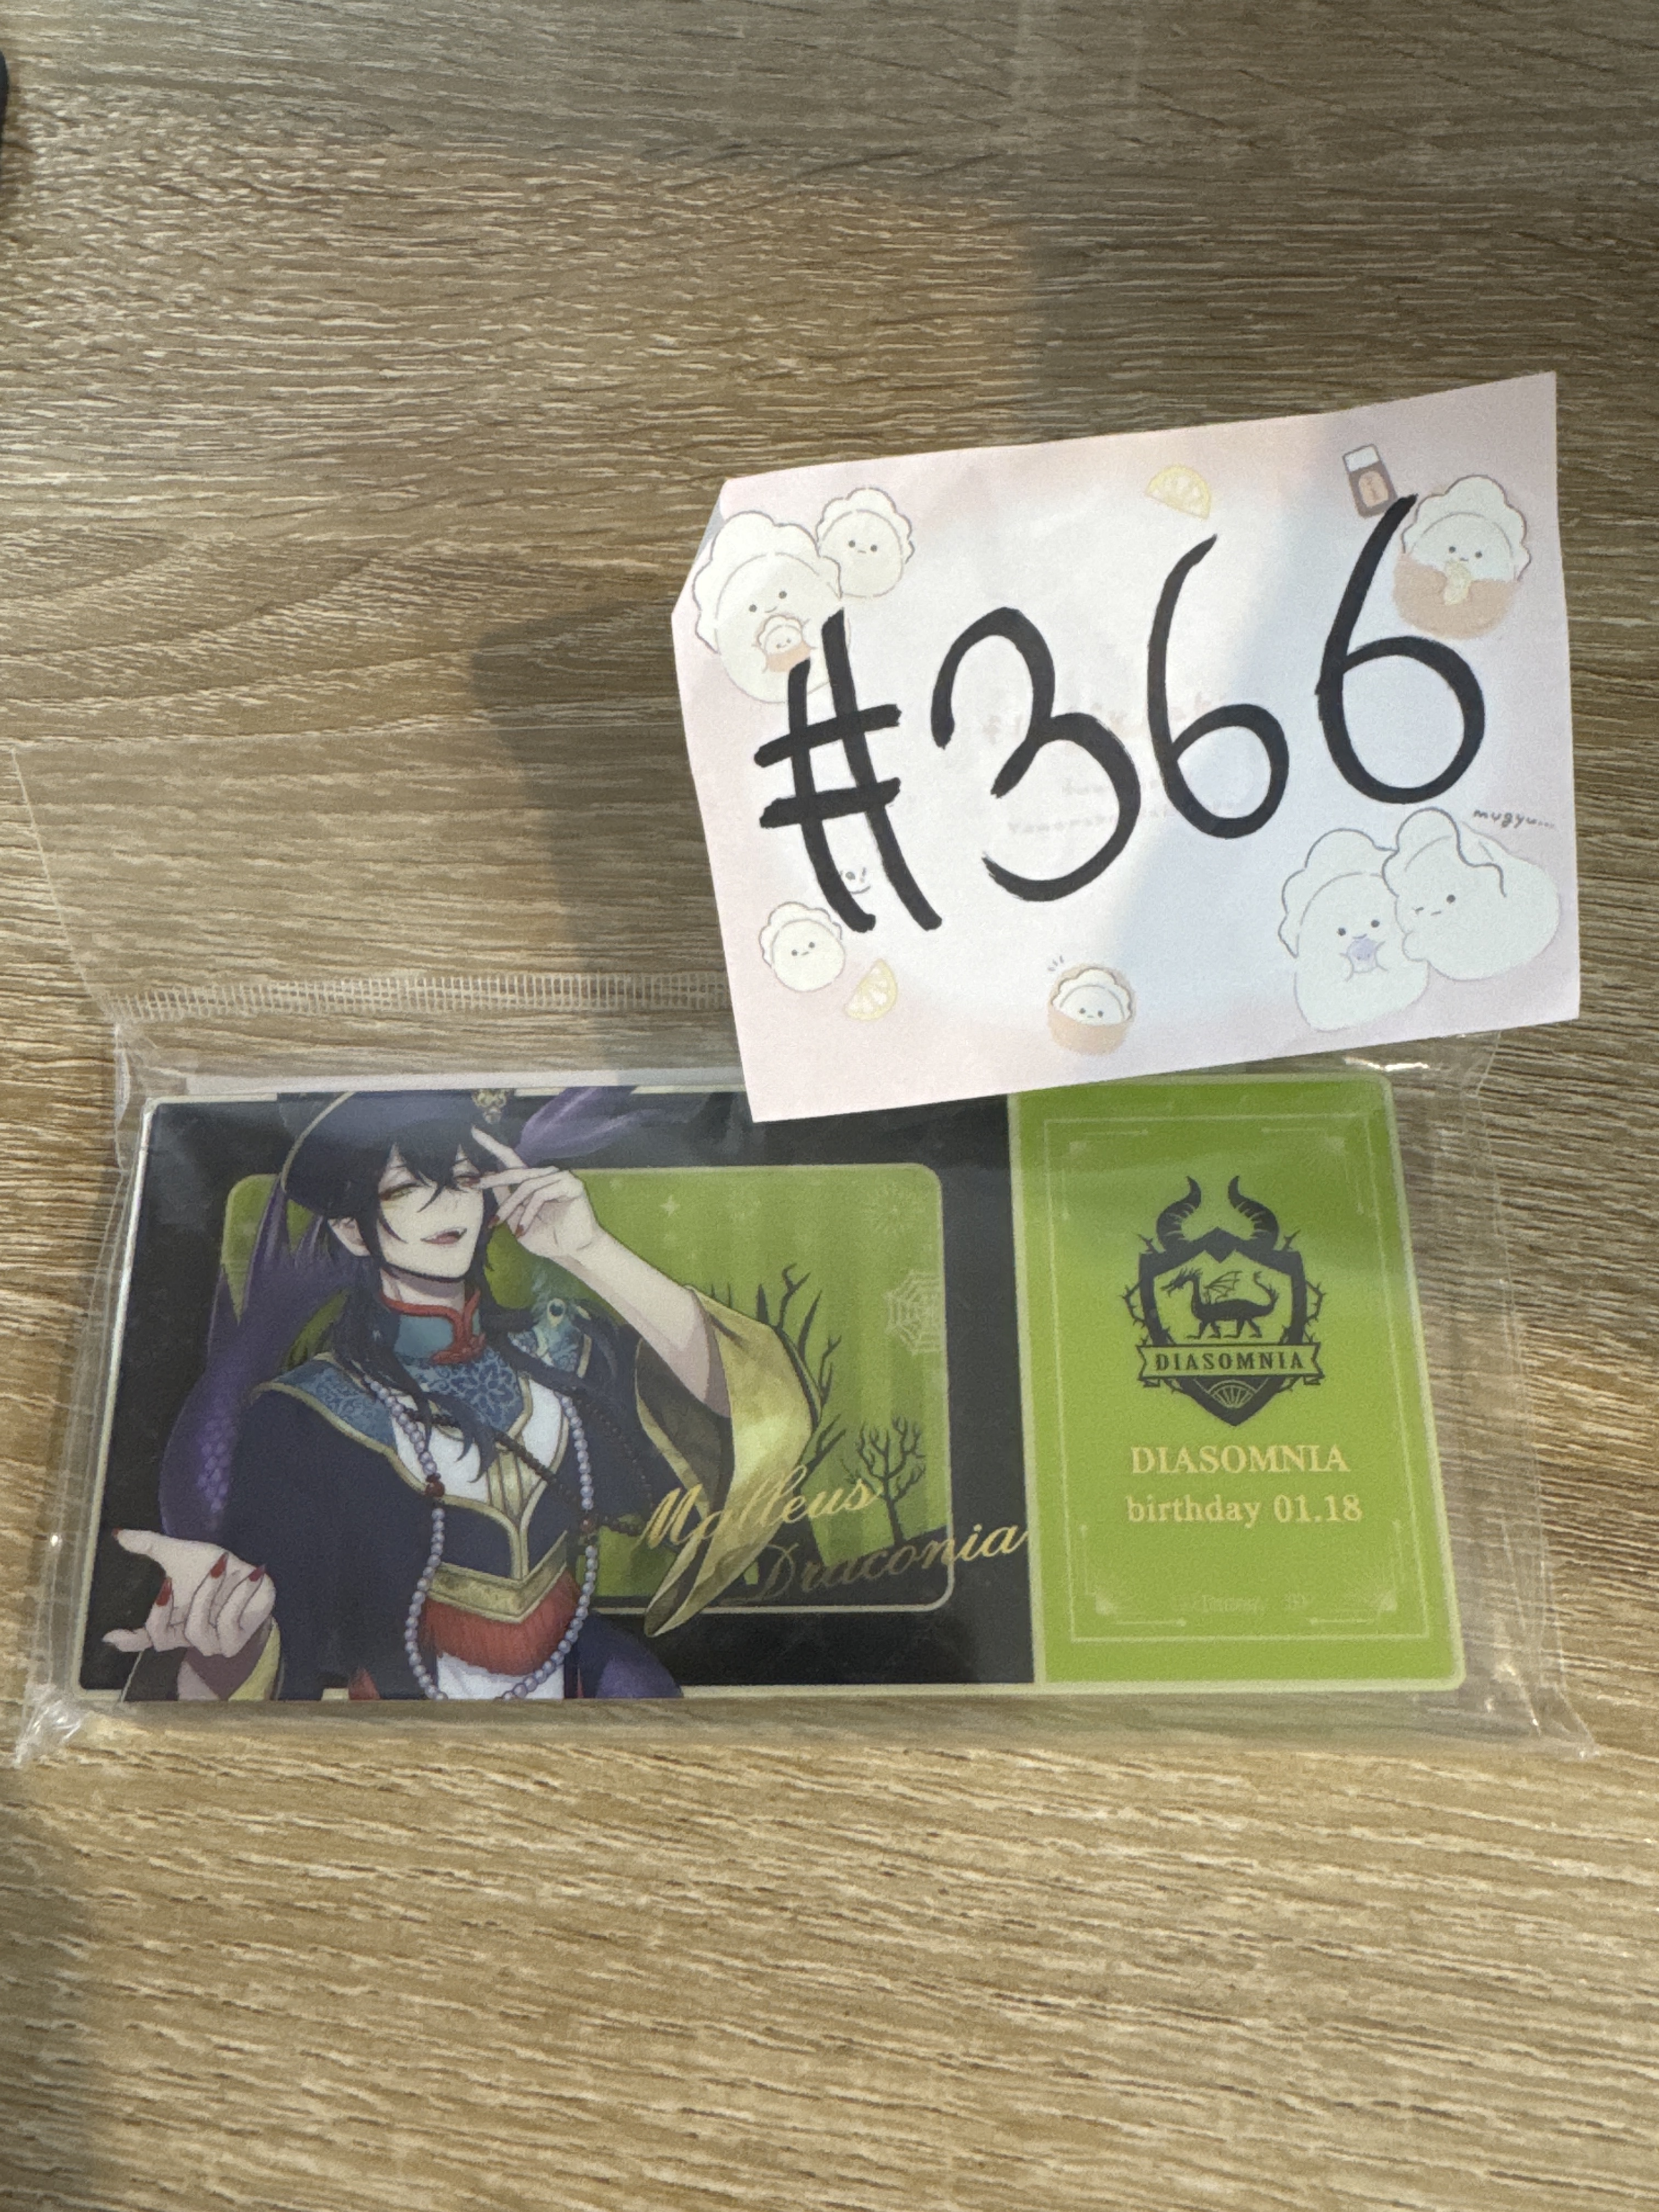 #366
mugyu...
DIASOMNIA
DIASOMNIA
birthday 01.18
Malleus
Draconia